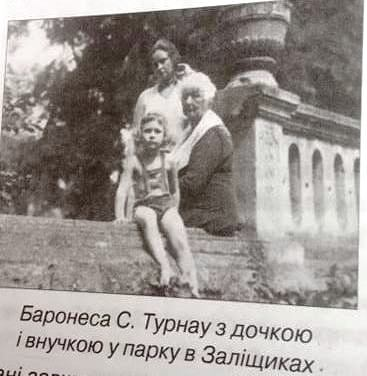 Баронеса С. Турнау з дочкою
і внучкою у парку в Заліщиках